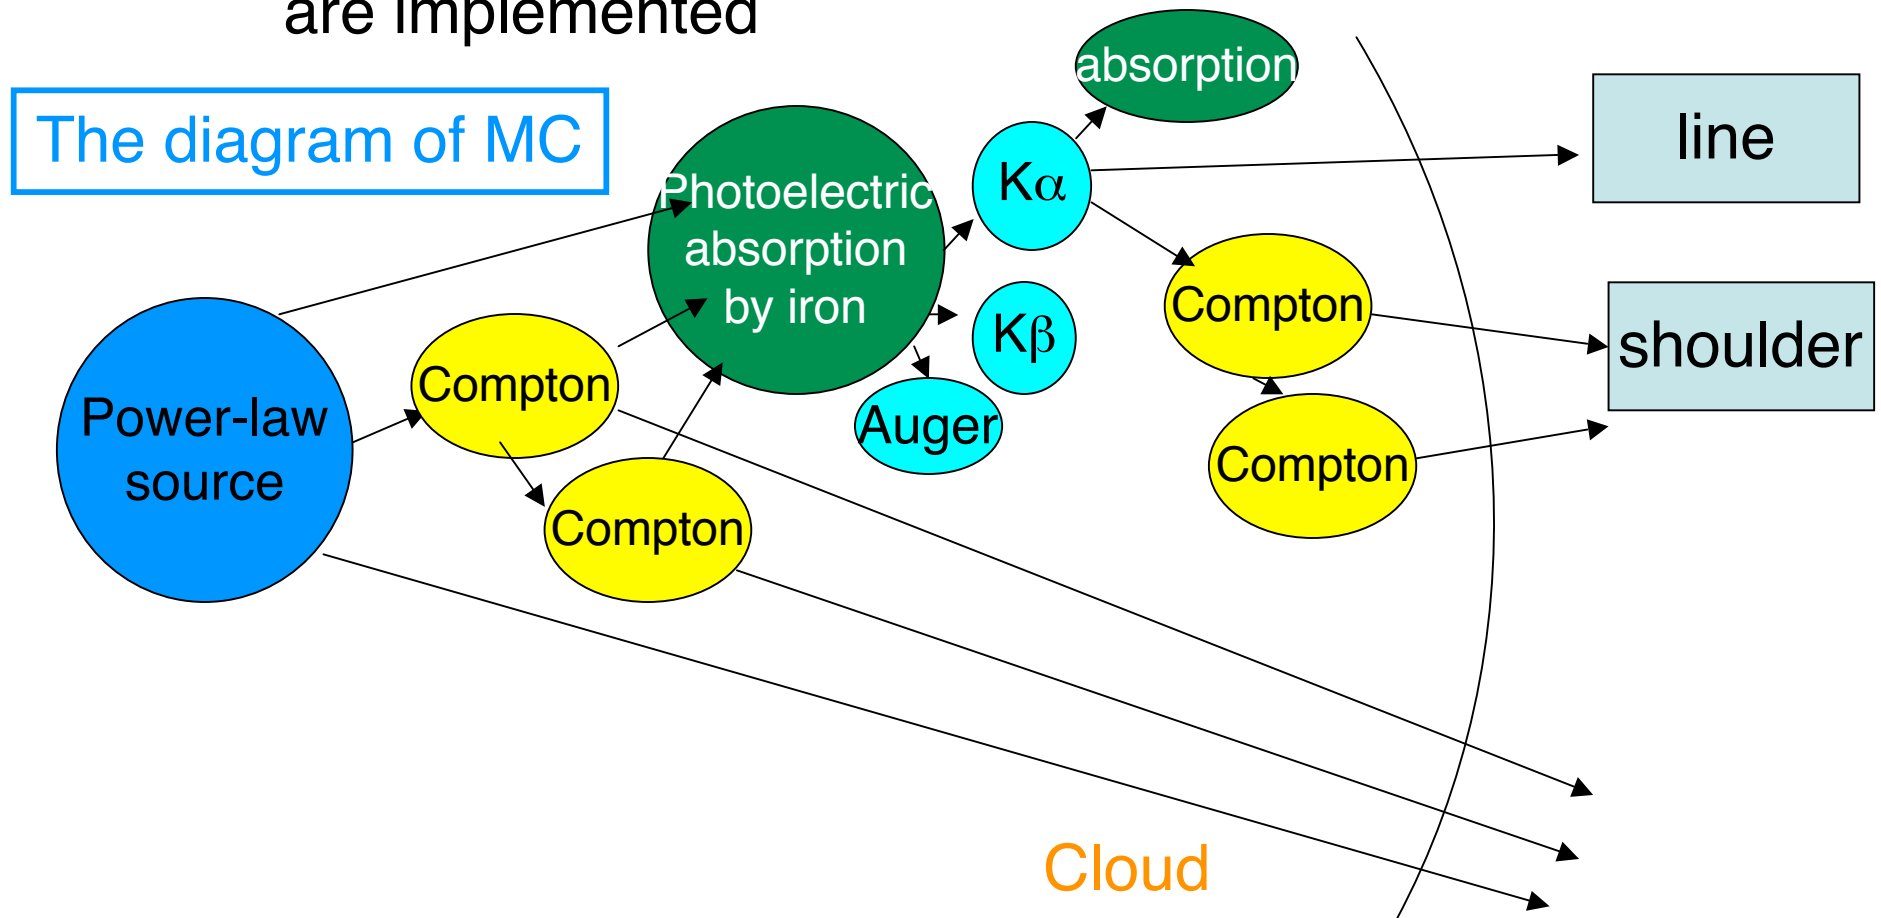 are implemented
The diagram of MC
absorption
line
Kα
Photoelectric
absorption
by iron
Compton
Kβ
shoulder
Compton
Auger
Power-law
source
Compton
Compton
Cloud